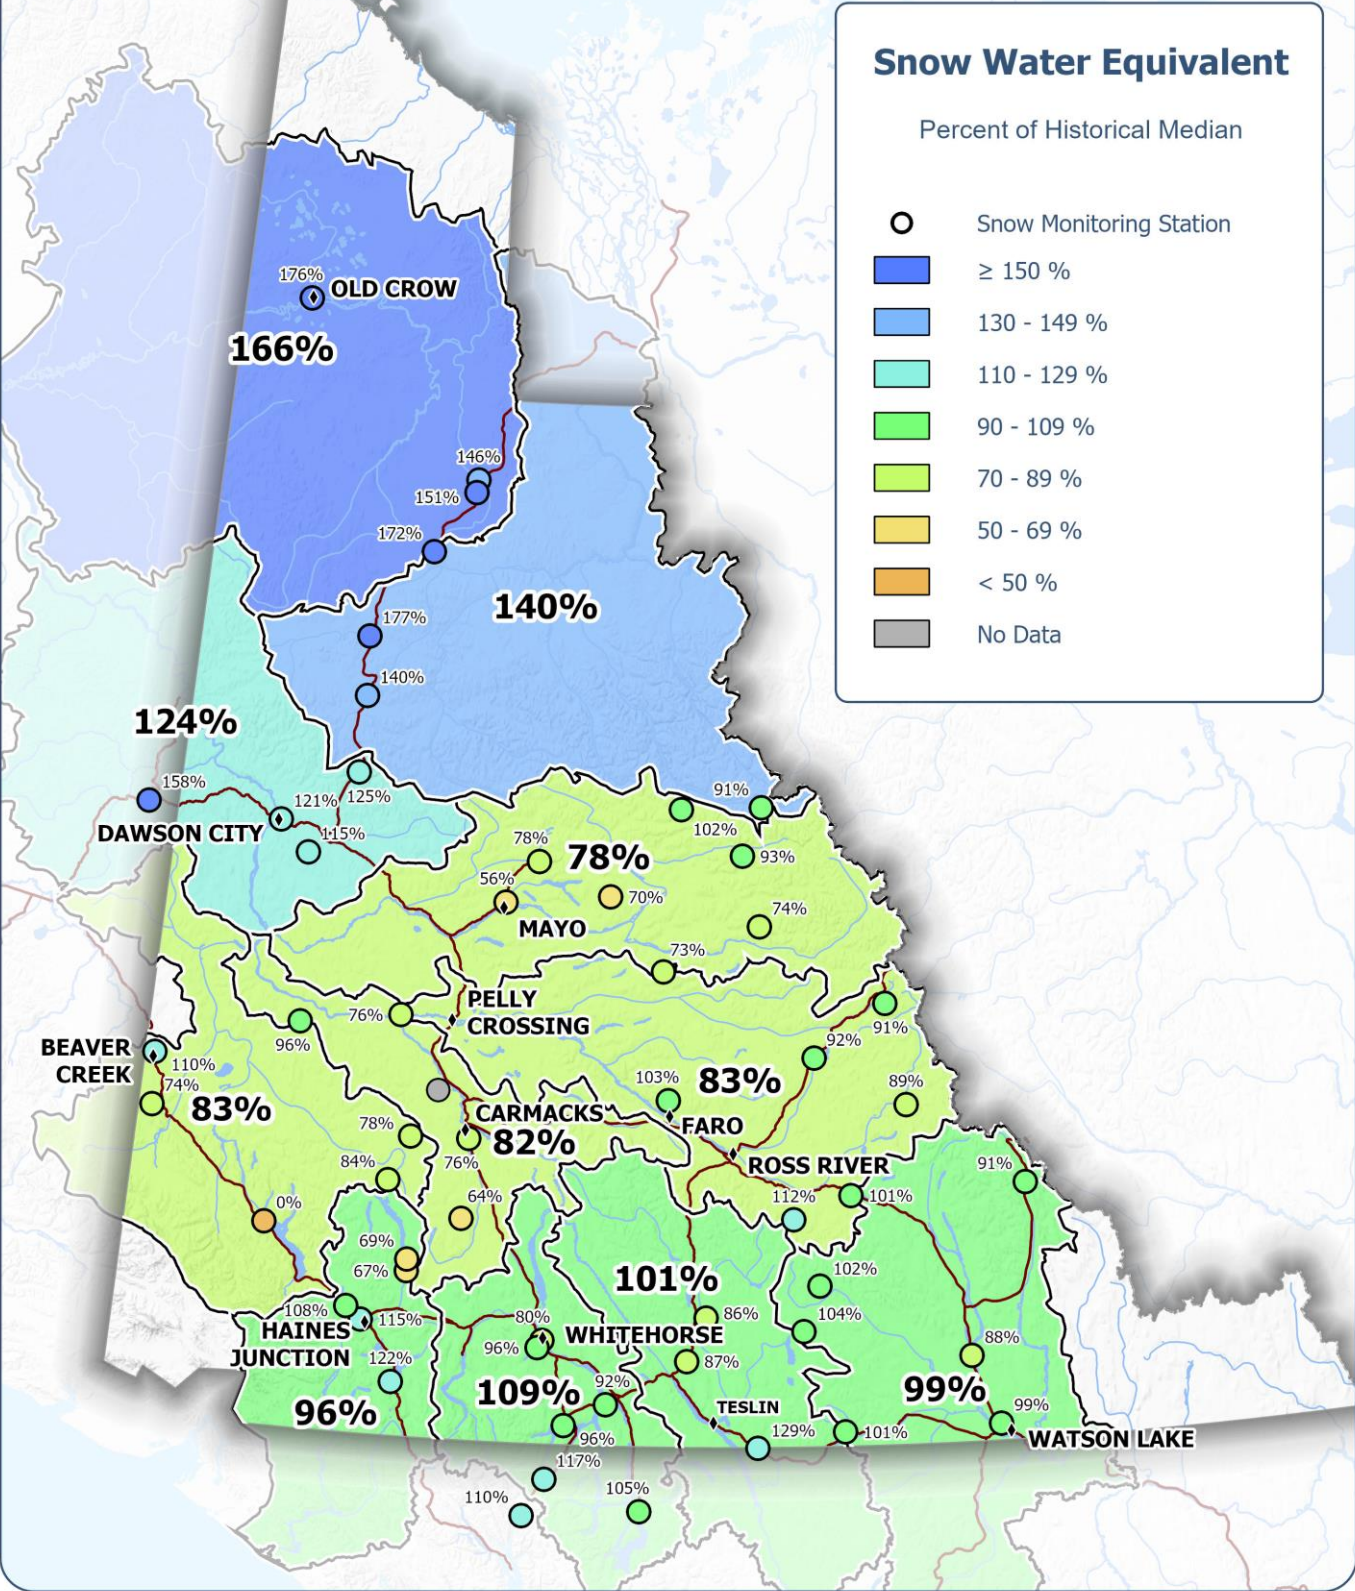 Snow Water Equivalent
Percent of Historical Median
Snow Monitoring Station
≥ 150 %
130 - 149 %
110 - 129 %
90 - 109 %
70 - 89 %
50 - 69 %
< 50 %
No Data
176%
OLD CROW
166%
146%
151%
172%
140%
177%
140%
124%
158%
121%
125%
91%
102%
DAWSON CITY
115%
78%
78%
93%
56%
70%
74%
MAYO
73%
PELLY
CROSSING
76%
96%
91%
92%
BEAVER
CREEK
110%
74%
83%
103%
83%
89%
CARMACKS
FARO
78%
82%
76%
84%
ROSS RIVER
91%
0%
64%
112%
101%
69%
67%
101%
102%
108%
115%
80%
86%
104%
HAINES
JUNCTION
WHITEHORSE
96%
88%
122%
87%
92%
109%
99%
96%
TESLIN
99%
96%
129%
101%
WATSON LAKE
117%
110%
105%